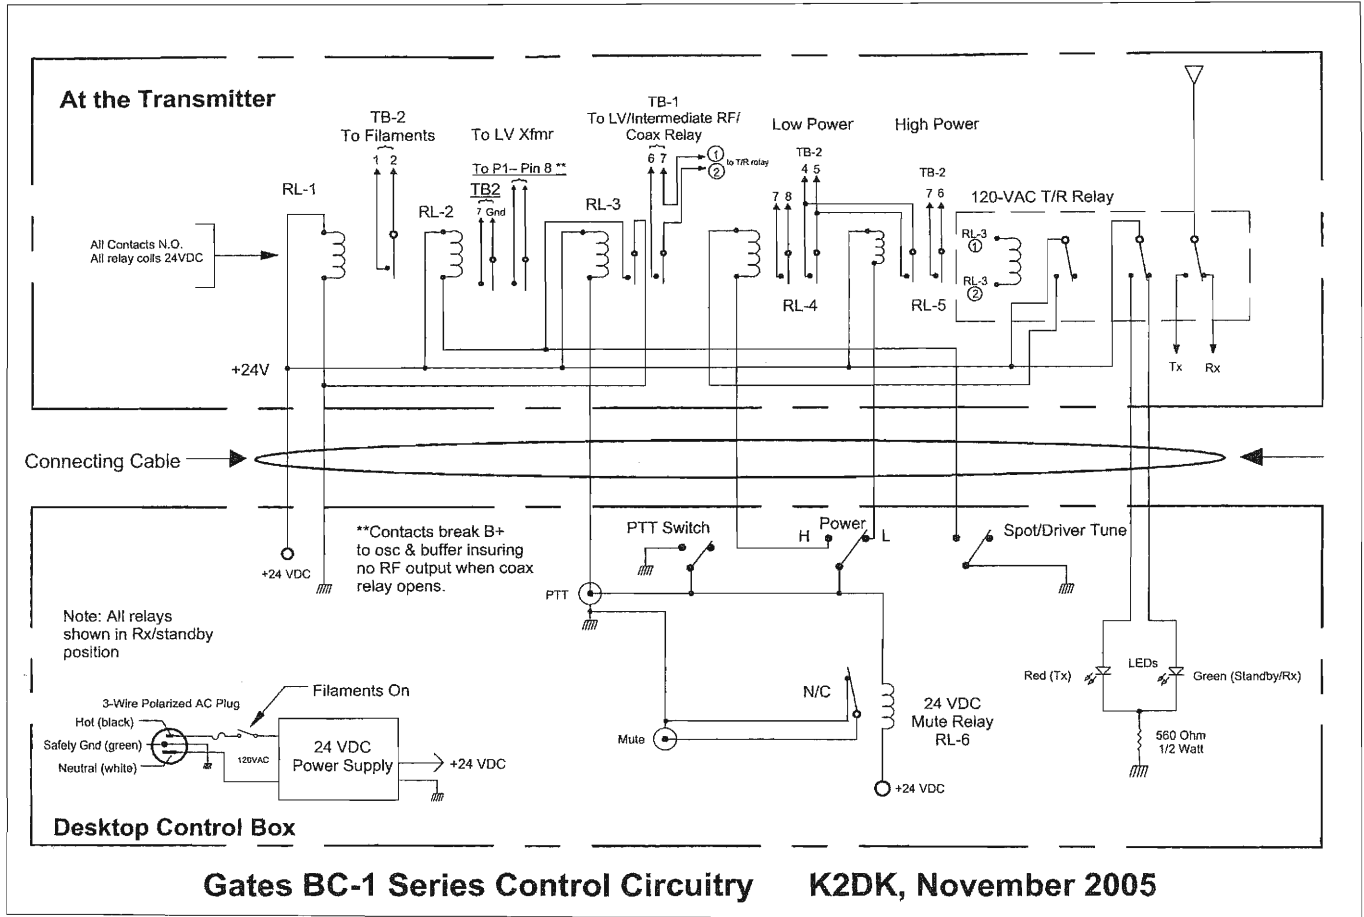 At the Transmitter
TB-2
To Filaments
1 2
RL-1
To LV Xfmr
To P1– Pin 8 **
TB2
7 Gnd
RL-2
TB-1
To LV/Intermediate RF/
Coax Relay
6 7
1
2
to T/R relay
RL-3
Low Power
TB-2
4 5
7 8
RL-4
High Power
TB-2
7 6
RL-5
120-VAC T/R Relay
RL-3
1
RL-3
2
Tx
Rx
All Contacts N.O.
All relay coils 24VDC
+24V
Connecting Cable
+24 VDC
**Contacts break B+
to osc & buffer insuring
no RF output when coax
relay opens.
PTT Switch
Power
H
L
Spot/Driver Tune
PTT
Note: All relays
shown in Rx/standby
position
Red (Tx)
LEDs
Green (Standby/Rx)
560 Ohm
1/2 Watt
N/C
24 VDC
Mute Relay
RL-6
Mute
+24 VDC
Filaments On
3-Wire Polarized AC Plug
Hot (black)
Safely Gnd (green)
Neutral (white)
120VAC
24 VDC
Power Supply
+24 VDC
Desktop Control Box
Gates BC-1 Series Control Circuitry K2DK, November 2005